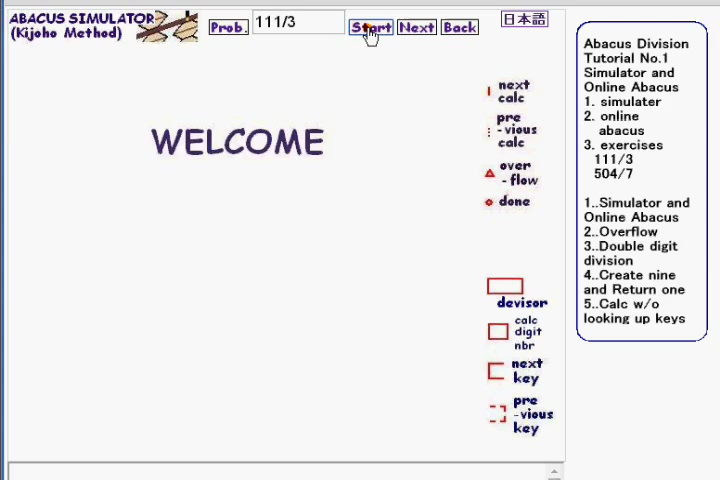 ABACUS SIMULATOR
(Kijoho Method)
Prob.
111/3
Start
Next
Back
日本語
WELCOME
next
calc
pre
-vious
calc
over
-flow
done
devisor
calc
digit
nbr
next
key
pre
-vious
key
Abacus Division
Tutorial No.1
Simulator and
Online Abacus
1. simulater
2. online
abacus
3. exercises
111/3
504/7
1..Simulator and
Online Abacus
2..Overflow
3..Double digit
division
4..Create nine
and Return one
5..Calc w/o
looking up keys